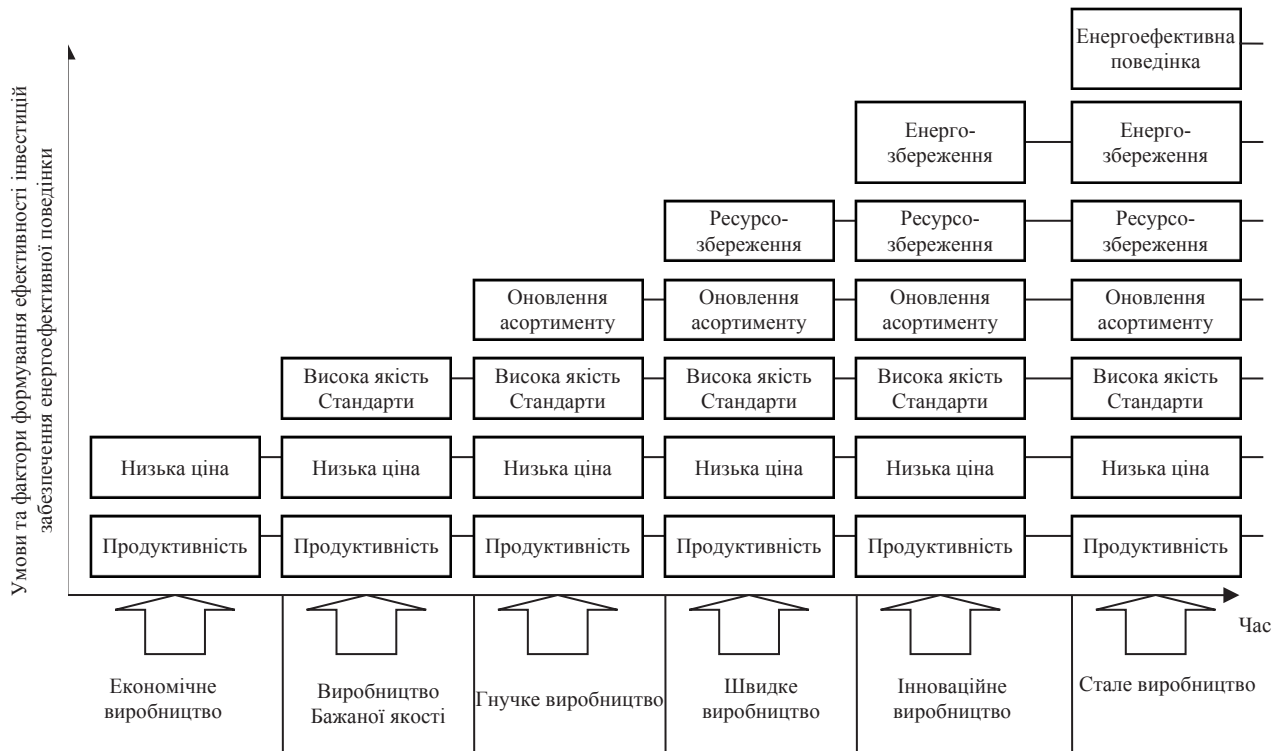 Умови та фактори формування ефективності інвестицій
забезпечення енергоефективної поведінки
Енергоефективна
поведінка
Енерго-
збереження
Енерго-
збереження
Ресурсо-
збереження
Ресурсо-
збереження
Ресурсо-
збереження
Оновлення
асортименту
Оновлення
асортименту
Оновлення
асортименту
Оновлення
асортименту
Висока якість
Стандарти
Висока якість
Стандарти
Висока якість
Стандарти
Висока якість
Стандарти
Висока якість
Стандарти
Низька ціна
Низька ціна
Низька ціна
Низька ціна
Низька ціна
Низька ціна
Продуктивність
Продуктивність
Продуктивність
Продуктивність
Продуктивність
Продуктивність
Час
Економічне
виробництво
Виробництво
Бажаної якості
Гнучке виробництво
Швидке
виробництво
Інноваційне
виробництво
Стале виробництво